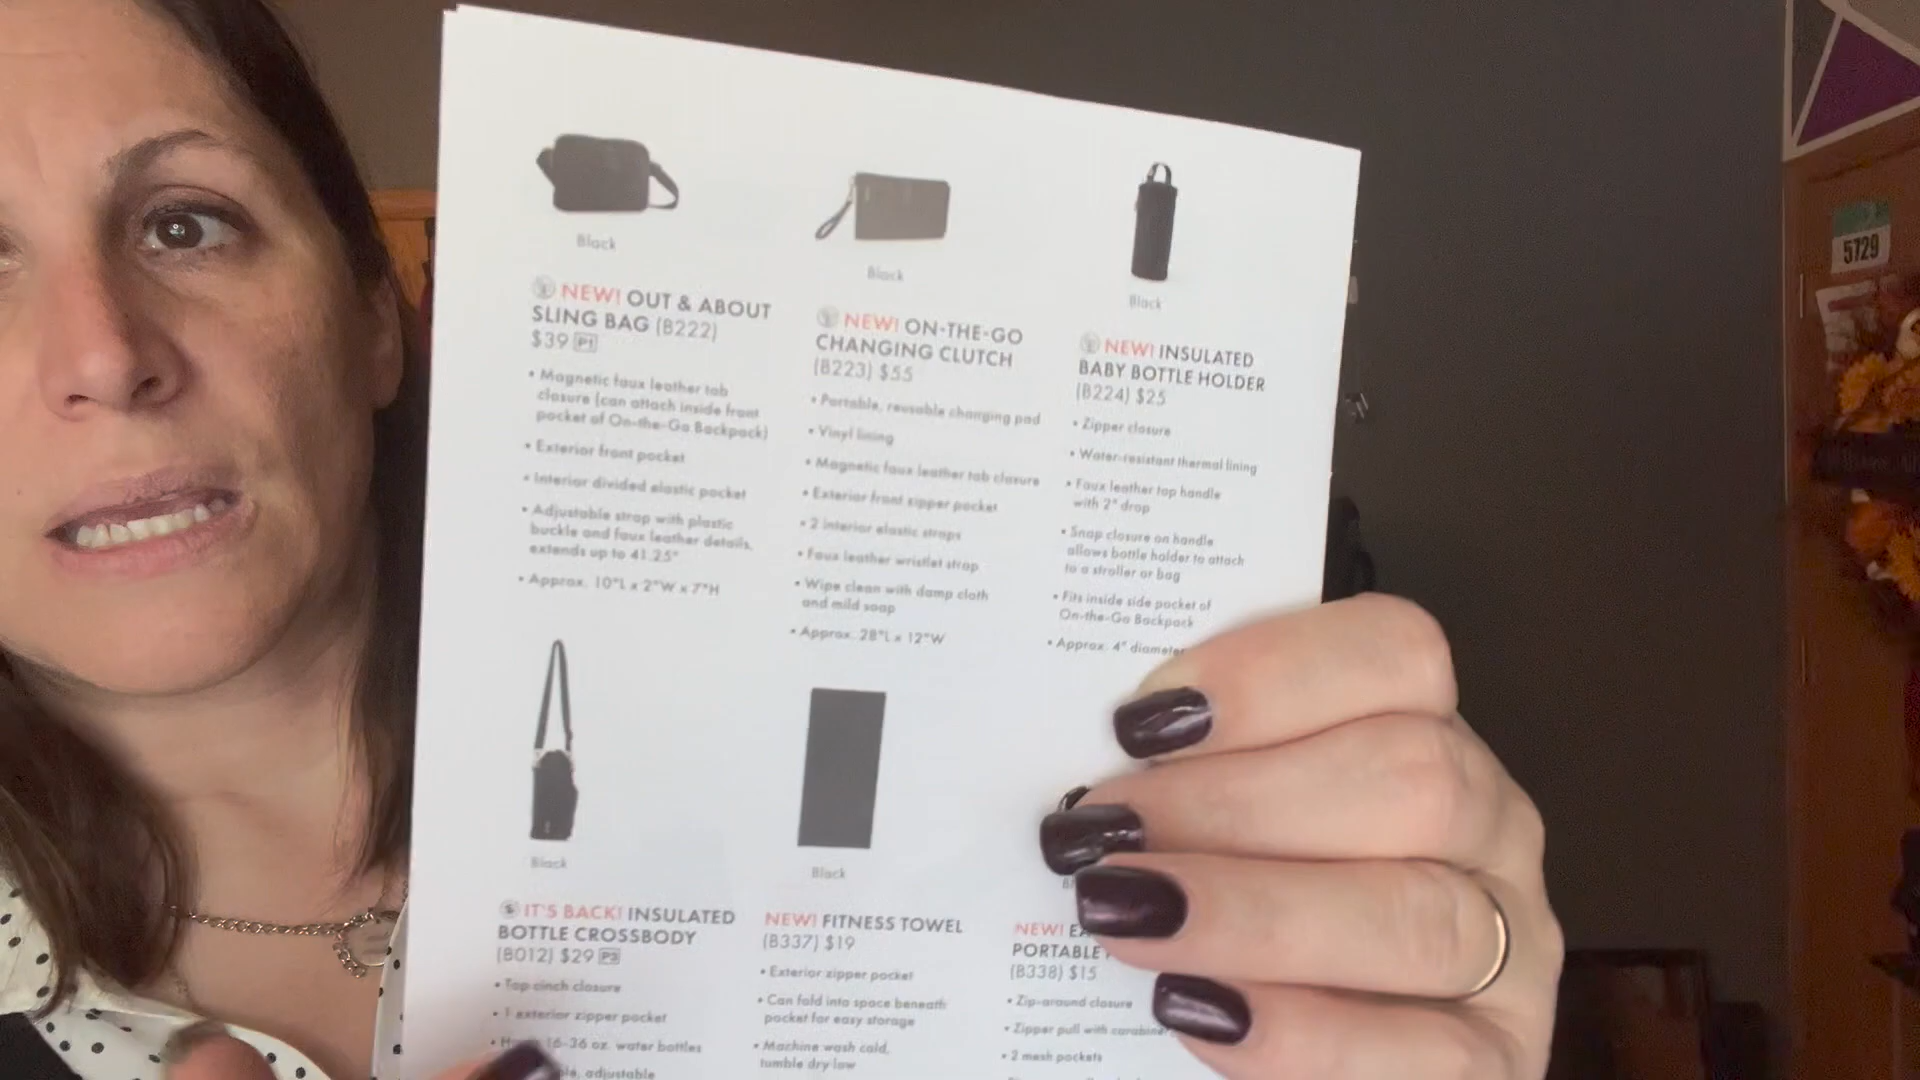 Black
NEW! OUT & ABOUT
SLING BAG (B222)
$39 P1
• Magnetic faux leather tab
closure (can attach inside front
pocket of On-the-Go Backpack)
• Exterior front pocket
• Interior divided elastic pocket
• Adjustable strap with plastic
buckle and faux leather details,
extends up to 41.25"
• Approx. 10"L x 2"W x 7"H
Black
NEW! ON-THE-GO
CHANGING CLUTCH
(B223) $55
• Portable, reusable changing pad
• Vinyl lining
• Magnetic faux leather tab closure
• Exterior front zipper pocket
• 2 interior elastic straps
• Faux leather wristlet strap
• Wipe clean with damp cloth
and mild soap
• Approx. 28"L x 12"W
Black
NEW! INSULATED
BABY BOTTLE HOLDER
(B224) $25
• Zipper closure
• Water-resistant thermal lining
• Faux leather top handle
with 2" drop
• Snap closure on handle
allows bottle holder to attach
to a stroller or bag
• Fits inside side pocket of
On-the-Go Backpack
• Approx. 4" diameter
Black
IT'S BACK! INSULATED
BOTTLE CROSSBODY
(B012) $29
• Top cinch closure
• 1 exterior zipper pocket
• 16-36 oz. water bottles
adjustable
Black
NEW! FITNESS TOWEL
(B337) $19
• Exterior zipper pocket
• Can fold into space beneath
pocket for easy storage
• Machine wash cold,
tumble dry low
NEW!
PORTABLE
(B338) $15
• Zip-around closure
• Zipper pull with carabiner
• 2 mesh pockets
5729